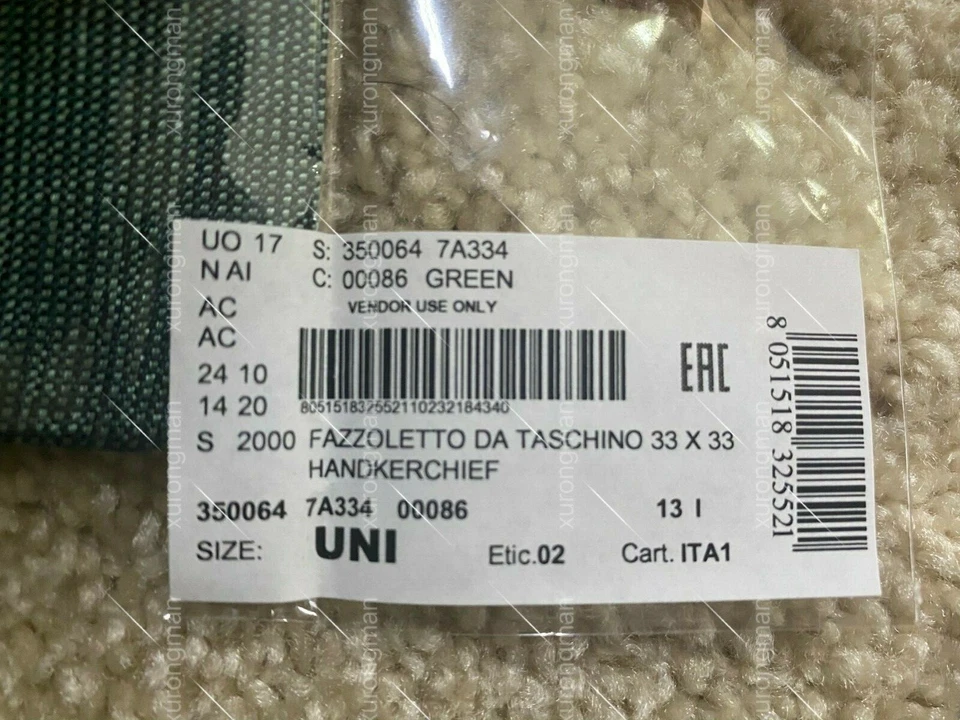 UO 17 S: 350064 7A334
N AI C: 00086 GREEN
AC VENDOR USE ONLY
AC
24 10
14 20
80515183255211023218434​0
EAC
8 051518 325521
S 2000 FAZZOLETTO DA TASCHINO 33 X 33
HANDKERCHIEF
350064 7A334 00086 13 I
SIZE: UNI Etic.02 Cart. ITA1
xurongman